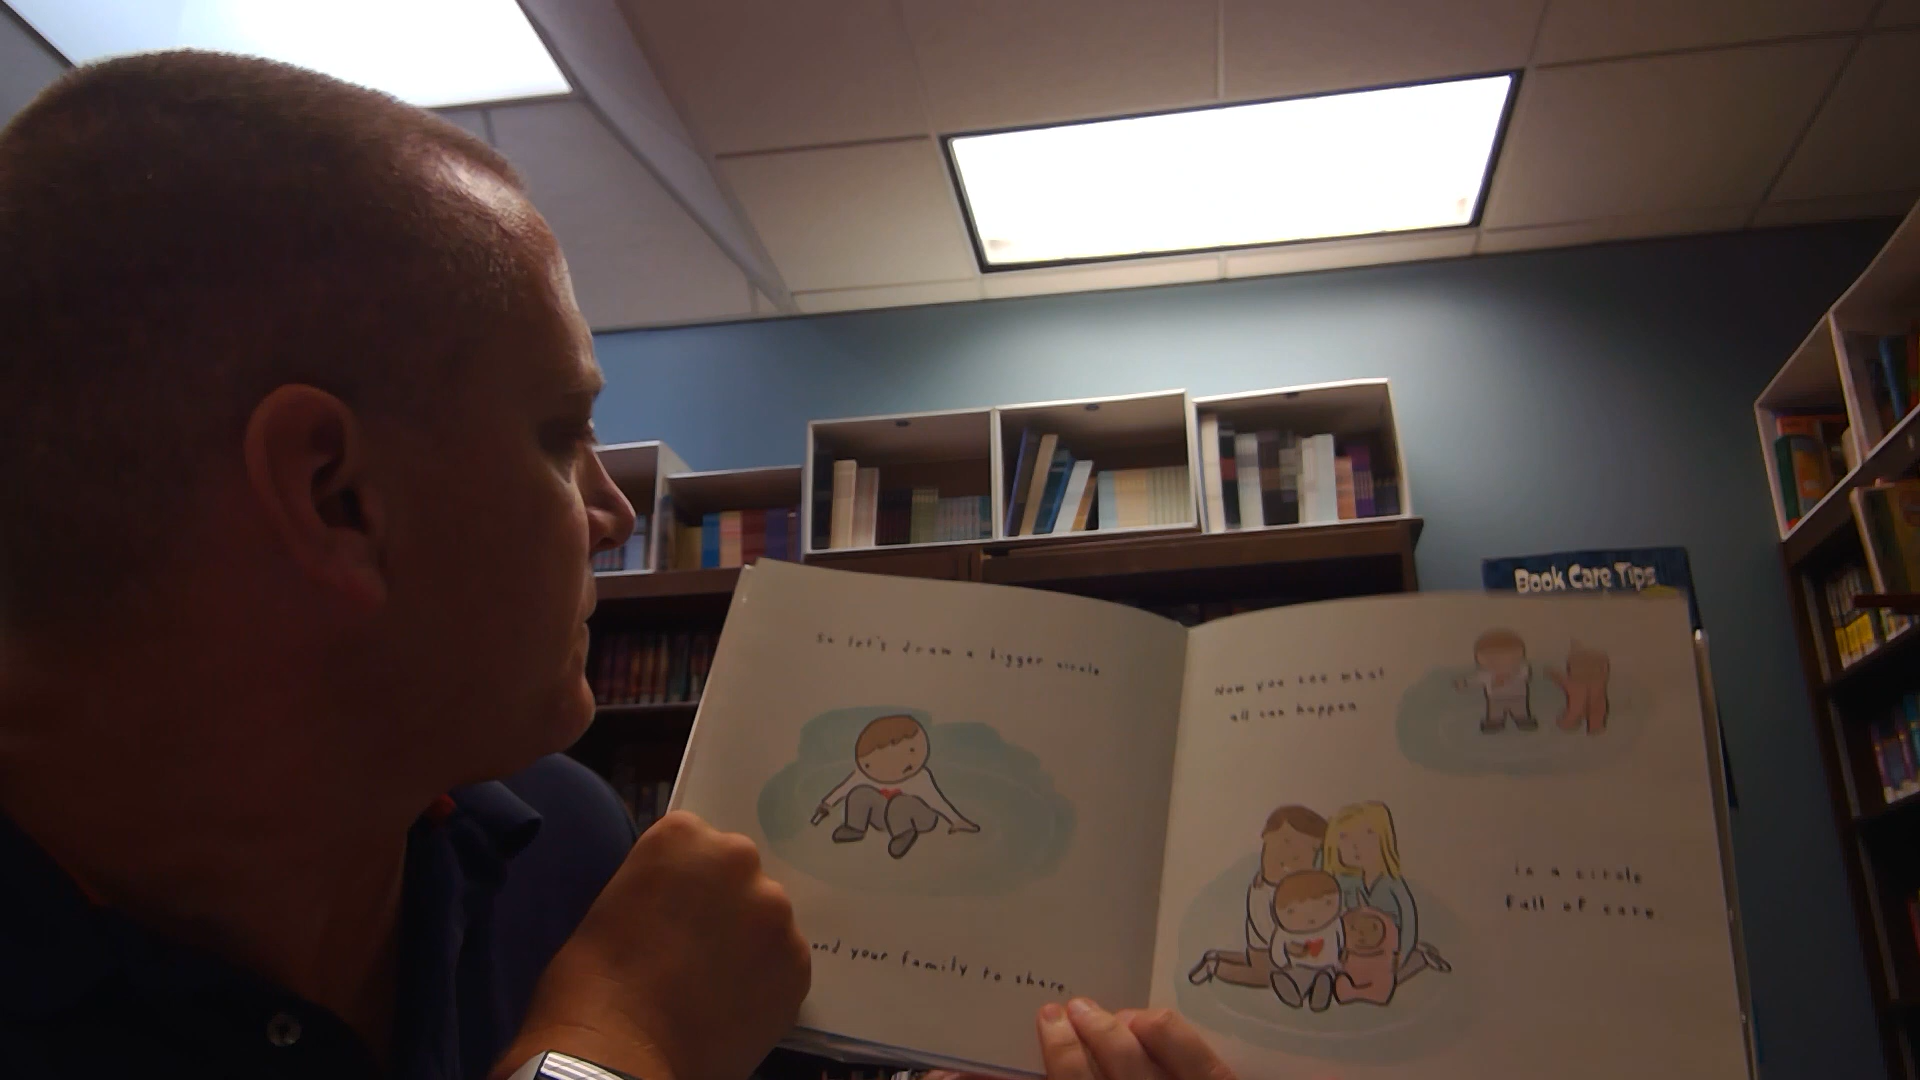 Book Care Tips
So let's draw a bigger circle
and your family to share.
Now you see what
all can happen
in a circle
full of care.